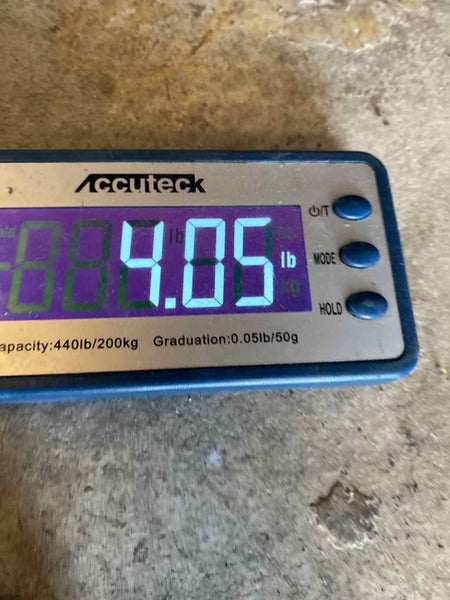 Accuteck
⏻/T
4.05 lb
MODE
HOLD
apacity:440lb/200kg Graduation:0.05lb/50g